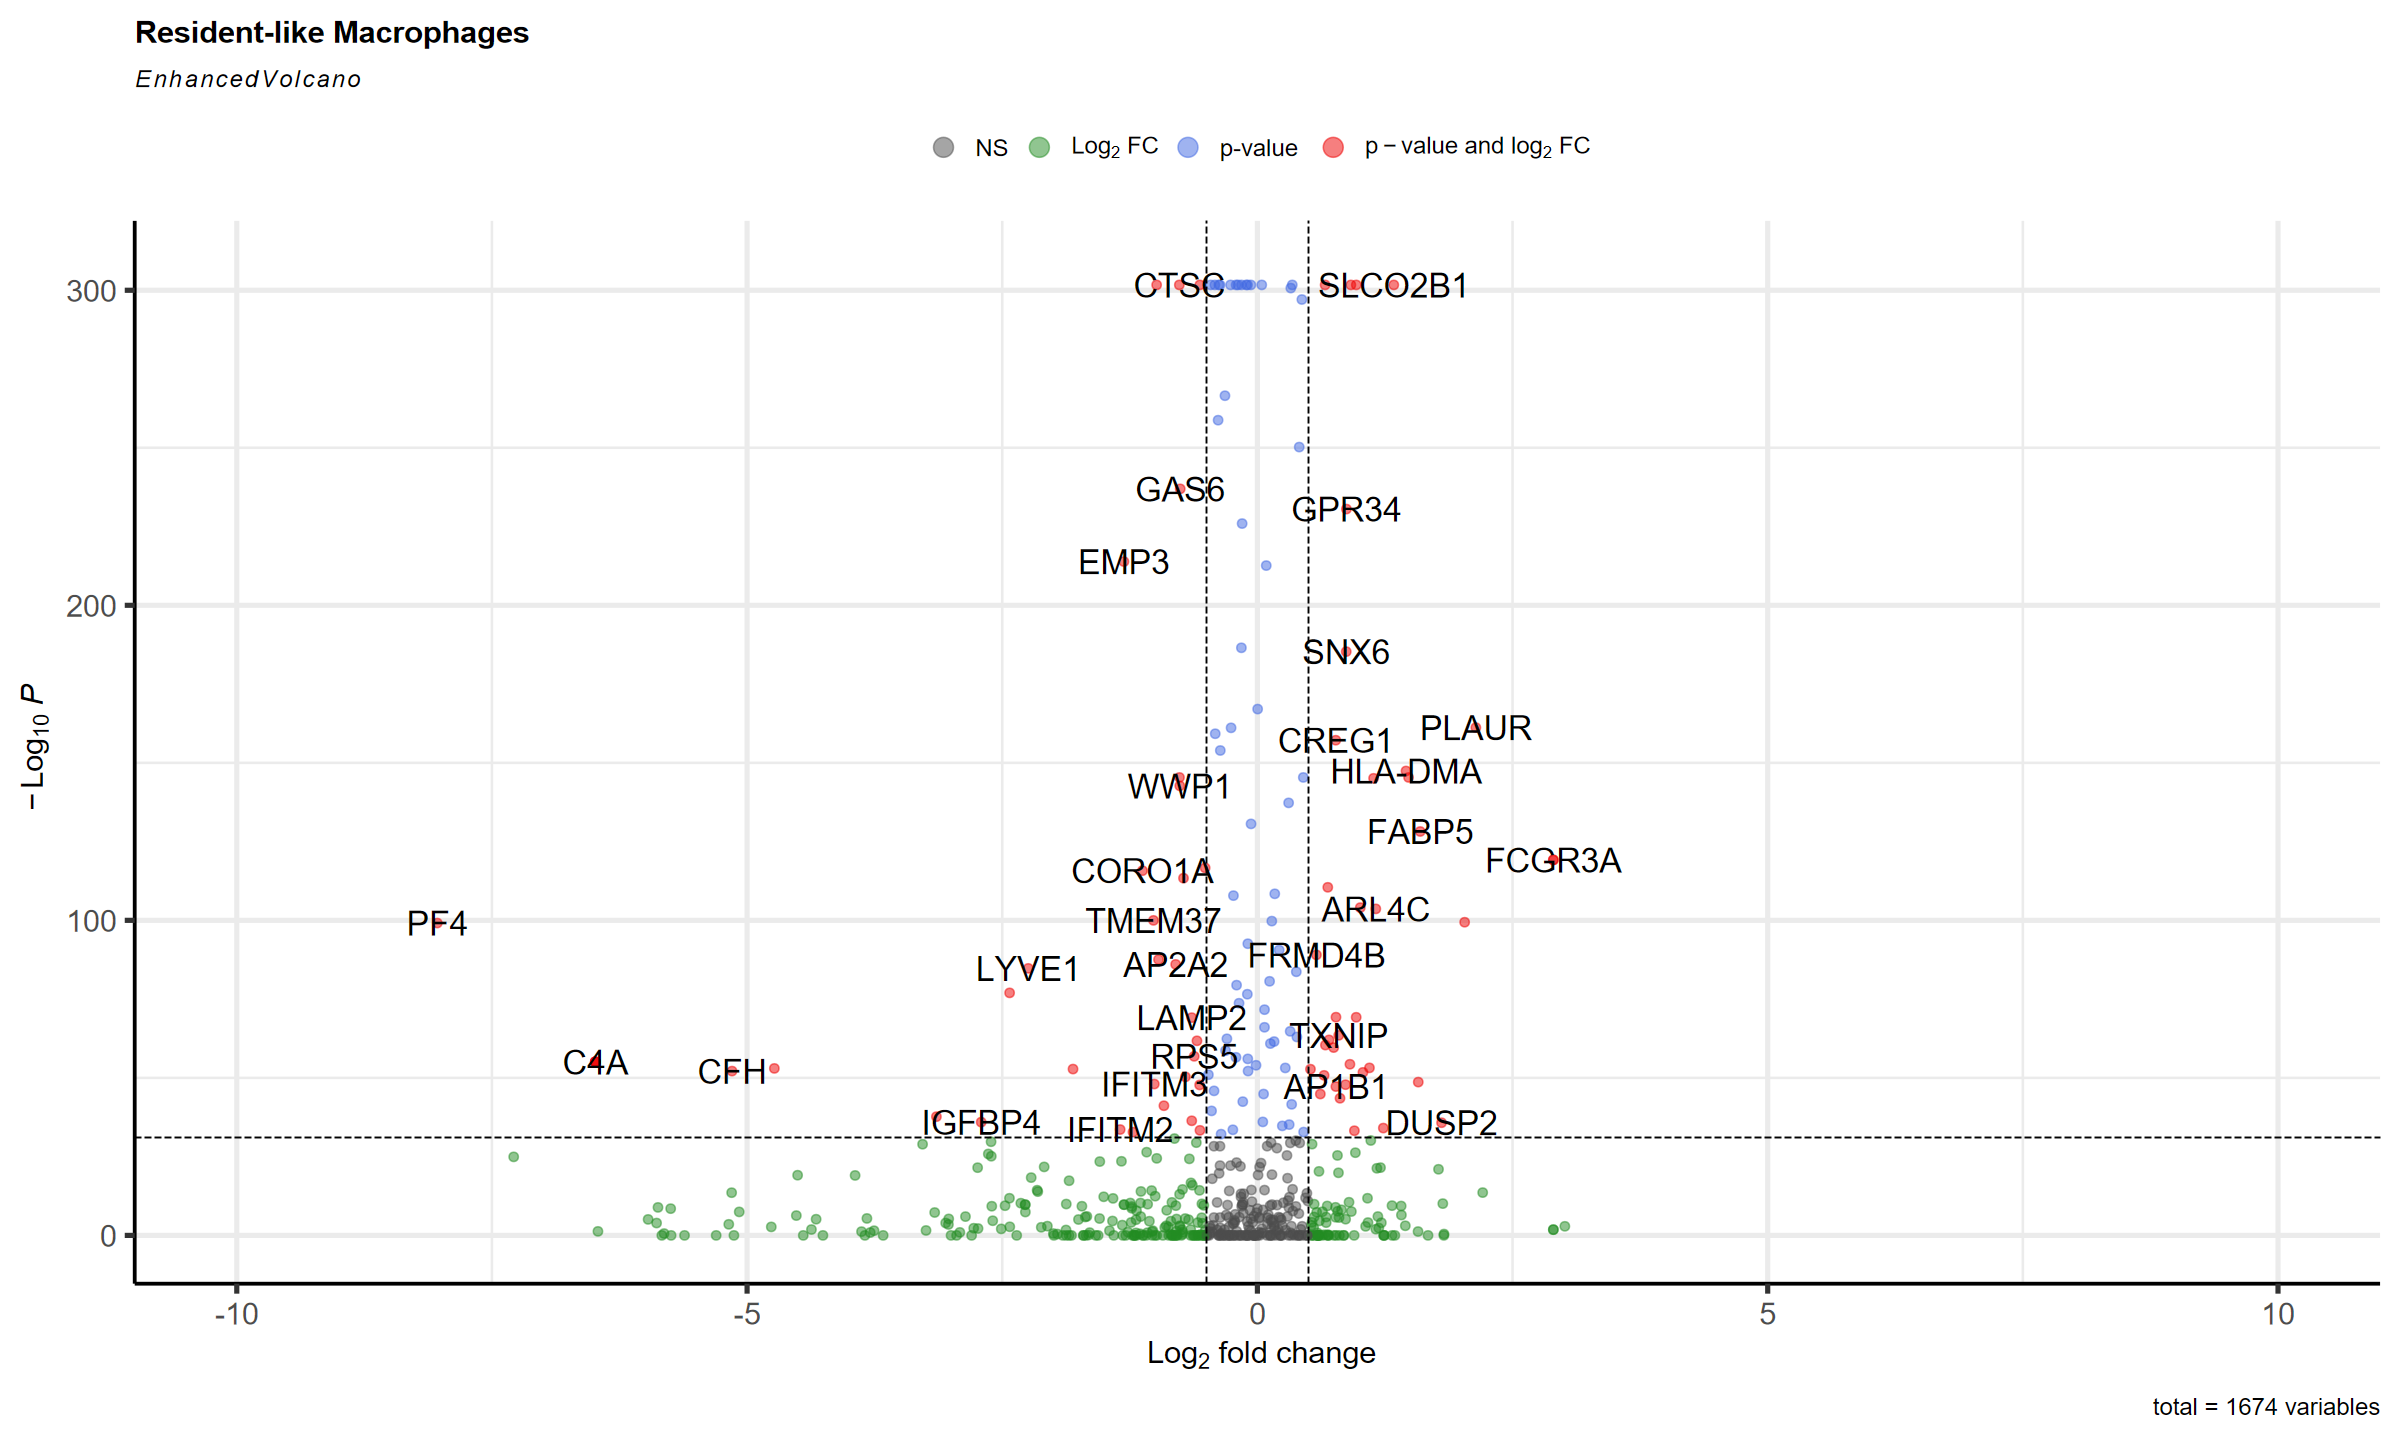 Resident-like Macrophages
EnhancedVolcano
NS Log₂ FC p-value p − value and log₂ FC
300
200
100
0
− Log₁₀ P
CTSC SLCO2B1
GAS6
GPR34
EMP3
SNX6
PLAUR
CREG1
HLA-DMA
WWP1
FABP5
FCGR3A
CORO1A
ARL4C
PF4
TMEM37
FRMD4B
AP2A2
LYVE1
LAMP2
TXNIP
RPS5
C4A
CFH
IFITM3
AP1B1
IGFBP4
DUSP2
IFITM2
-10 -5 0 5 10
Log₂ fold change
total = 1674 variables